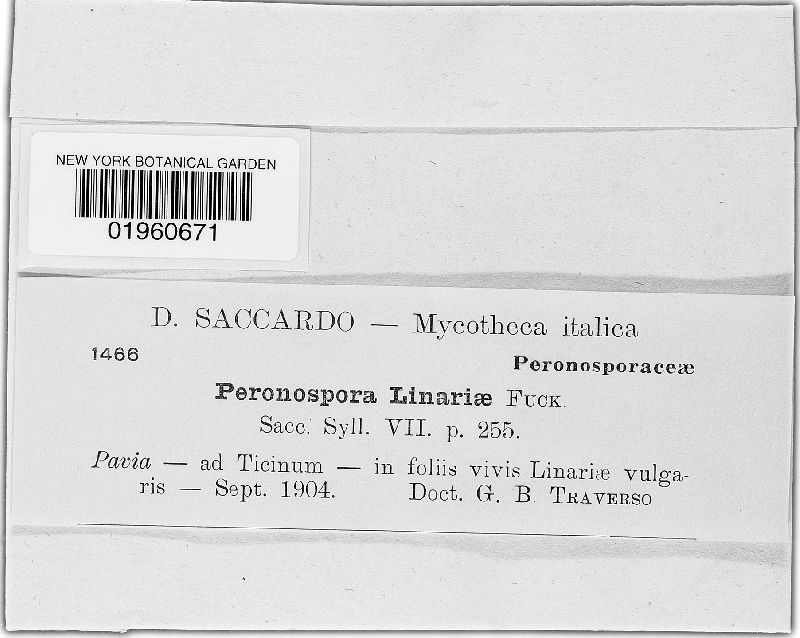 NEW YORK BOTANICAL GARDEN
01960671
D. SACCARDO — Mycotheca italica
1466
Peronosporaceæ
Peronospora Linariæ FUCK.
Sacc. Syll. VII. p. 255.
Pavia — ad Ticinum — in foliis vivis Linariæ vulga-
ris — Sept. 1904. Doct. G. B. TRAVERSO